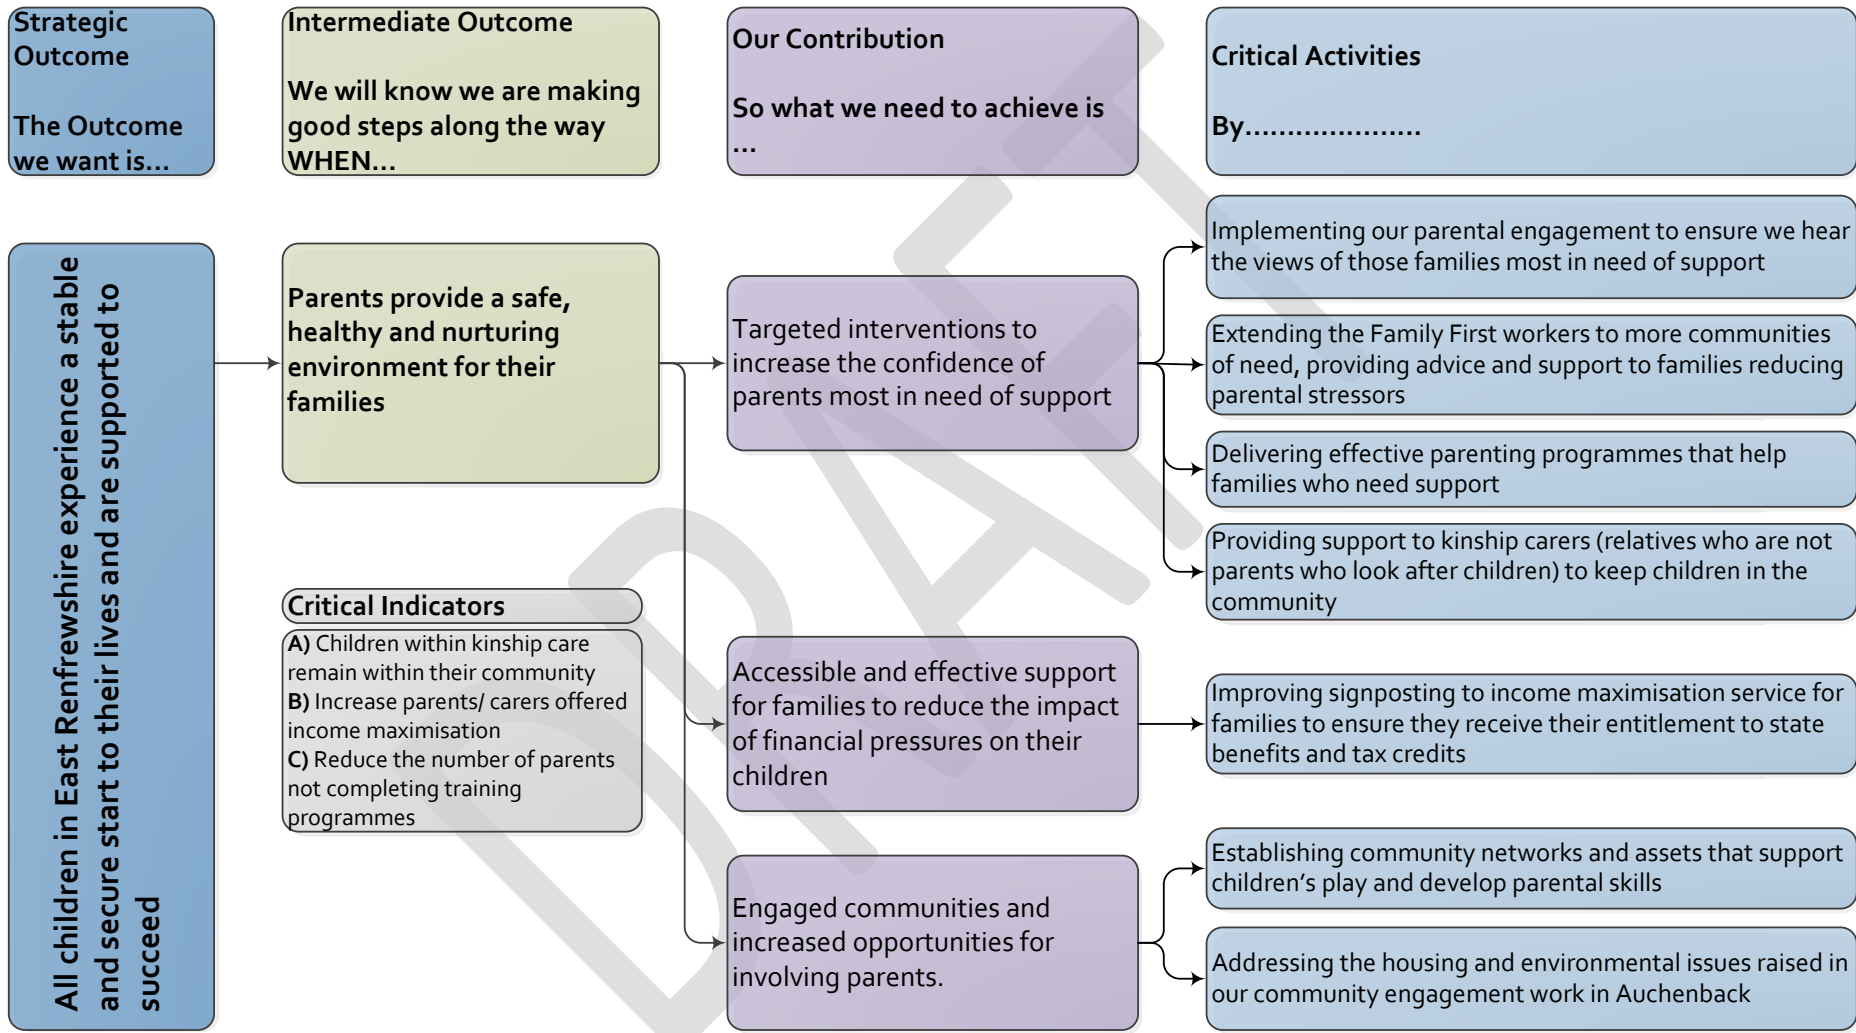 Strategic
Outcome
The Outcome
we want is...
Intermediate Outcome
We will know we are making
good steps along the way
WHEN...
Our Contribution
So what we need to achieve is
...
Critical Activities
By.....................
All children in East Renfrewshire experience a stable
and secure start to their lives and are supported to
succeed
Parents provide a safe,
healthy and nurturing
environment for their
families
Critical Indicators
A) Children within kinship care
remain within their community
B) Increase parents/ carers offered
income maximisation
C) Reduce the number of parents
not completing training
programmes
Targeted interventions to
increase the confidence of
parents most in need of support
Implementing our parental engagement to ensure we hear
the views of those families most in need of support
Extending the Family First workers to more communities
of need, providing advice and support to families reducing
parental stressors
Delivering effective parenting programmes that help
families who need support
Providing support to kinship carers (relatives who are not
parents who look after children) to keep children in the
community
Accessible and effective support
for families to reduce the impact
of financial pressures on their
children
Improving signposting to income maximisation service for
families to ensure they receive their entitlement to state
benefits and tax credits
Engaged communities and
increased opportunities for
involving parents.
Establishing community networks and assets that support
children's play and develop parental skills
Addressing the housing and environmental issues raised in
our community engagement work in Auchenback
DRAFT